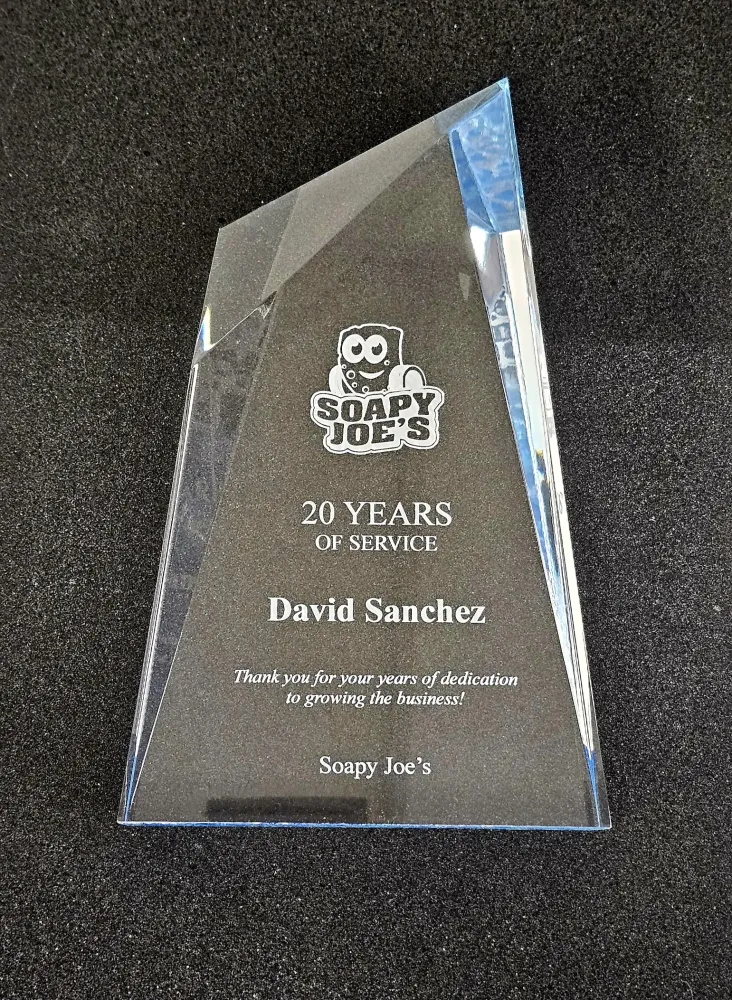 SOAPY
JOE'S
20 YEARS
OF SERVICE
David Sanchez
Thank you for your years of dedication
to growing the business!
Soapy Joe's